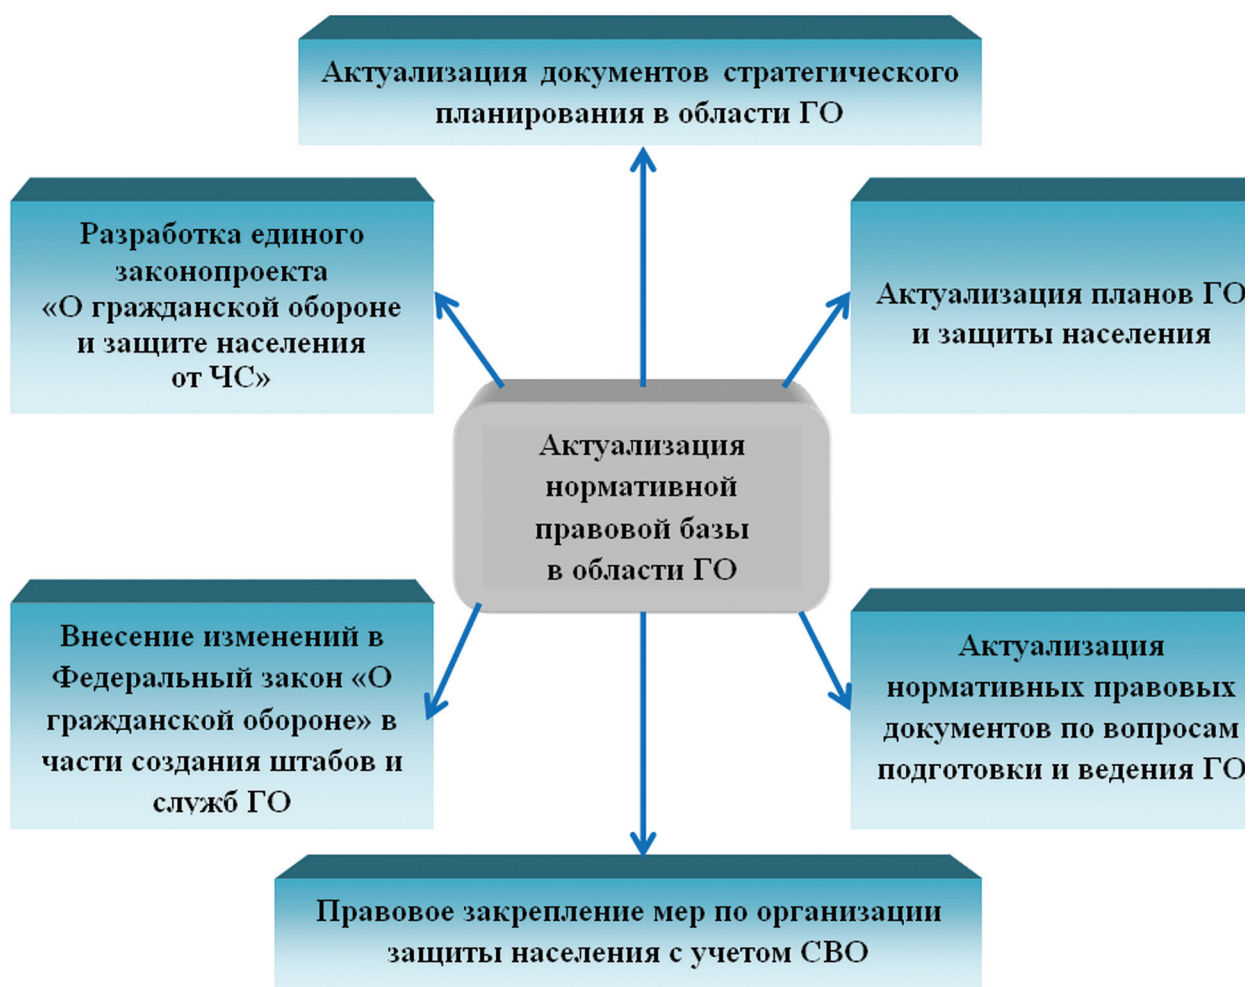 Актуализация документов стратегического
планирования в области ГО
Разработка единого
законопроекта
«О гражданской обороне
и защите населения
от ЧС»
Актуализация планов ГО
и защиты населения
Актуализация
нормативной
правовой базы
в области ГО
Внесение изменений в
Федеральный закон «О
гражданской обороне» в
части создания штабов и
служб ГО
Актуализация
нормативных правовых
документов по вопросам
подготовки и ведения ГО
Правовое закрепление мер по организации
защиты населения с учетом СВО